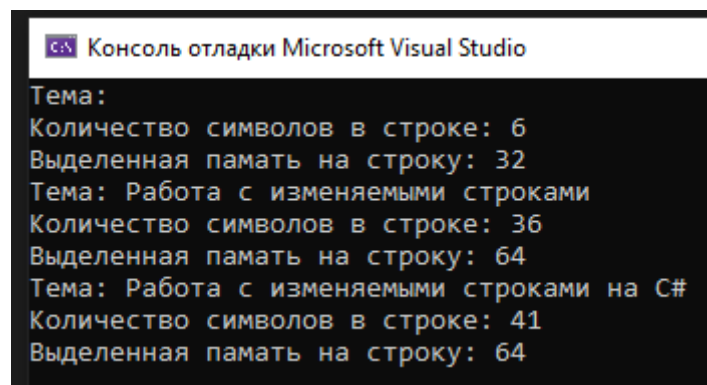 Консоль отладки Microsoft Visual Studio
Тема:
Количество символов в строке: 6
Выделенная память на строку: 32
Тема: Работа с изменяемыми строками
Количество символов в строке: 36
Выделенная память на строку: 64
Тема: Работа с изменяемыми строками на C#
Количество символов в строке: 41
Выделенная память на строку: 64